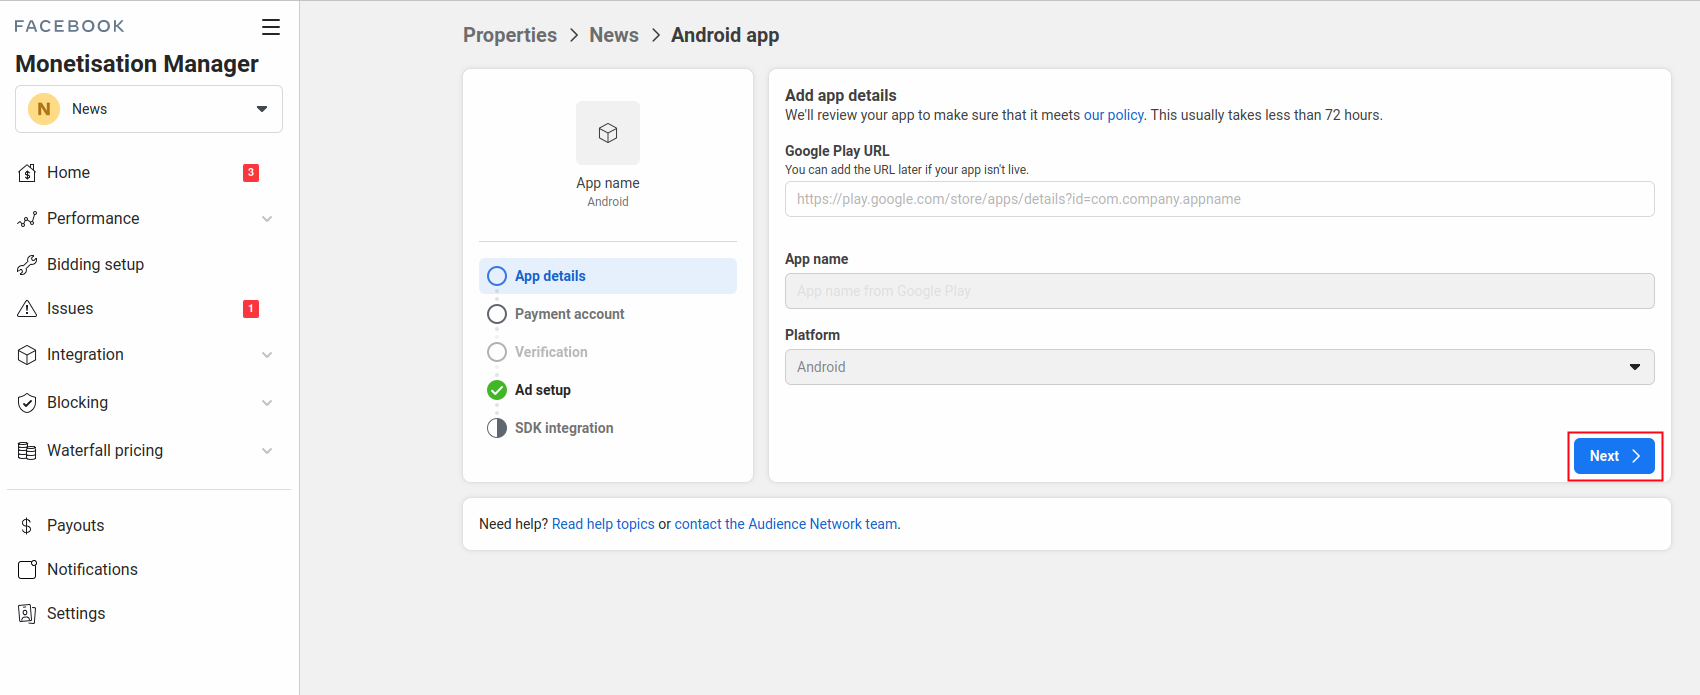 FACEBOOK
Monetisation Manager
N News
Home 3
Performance
Bidding setup
Issues 1
Integration
Blocking
Waterfall pricing
$ Payouts
Notifications
Settings
Properties > News > Android app
App name
Android
App details
Payment account
Verification
Ad setup
SDK integration
Add app details
We'll review your app to make sure that it meets our policy. This usually takes less than 72 hours.
Google Play URL
You can add the URL later if your app isn't live.
https://play.google.com/store/apps/details?id=com.company.appname
App name
App name from Google Play
Platform
Android
Next
Need help? Read help topics or contact the Audience Network team.